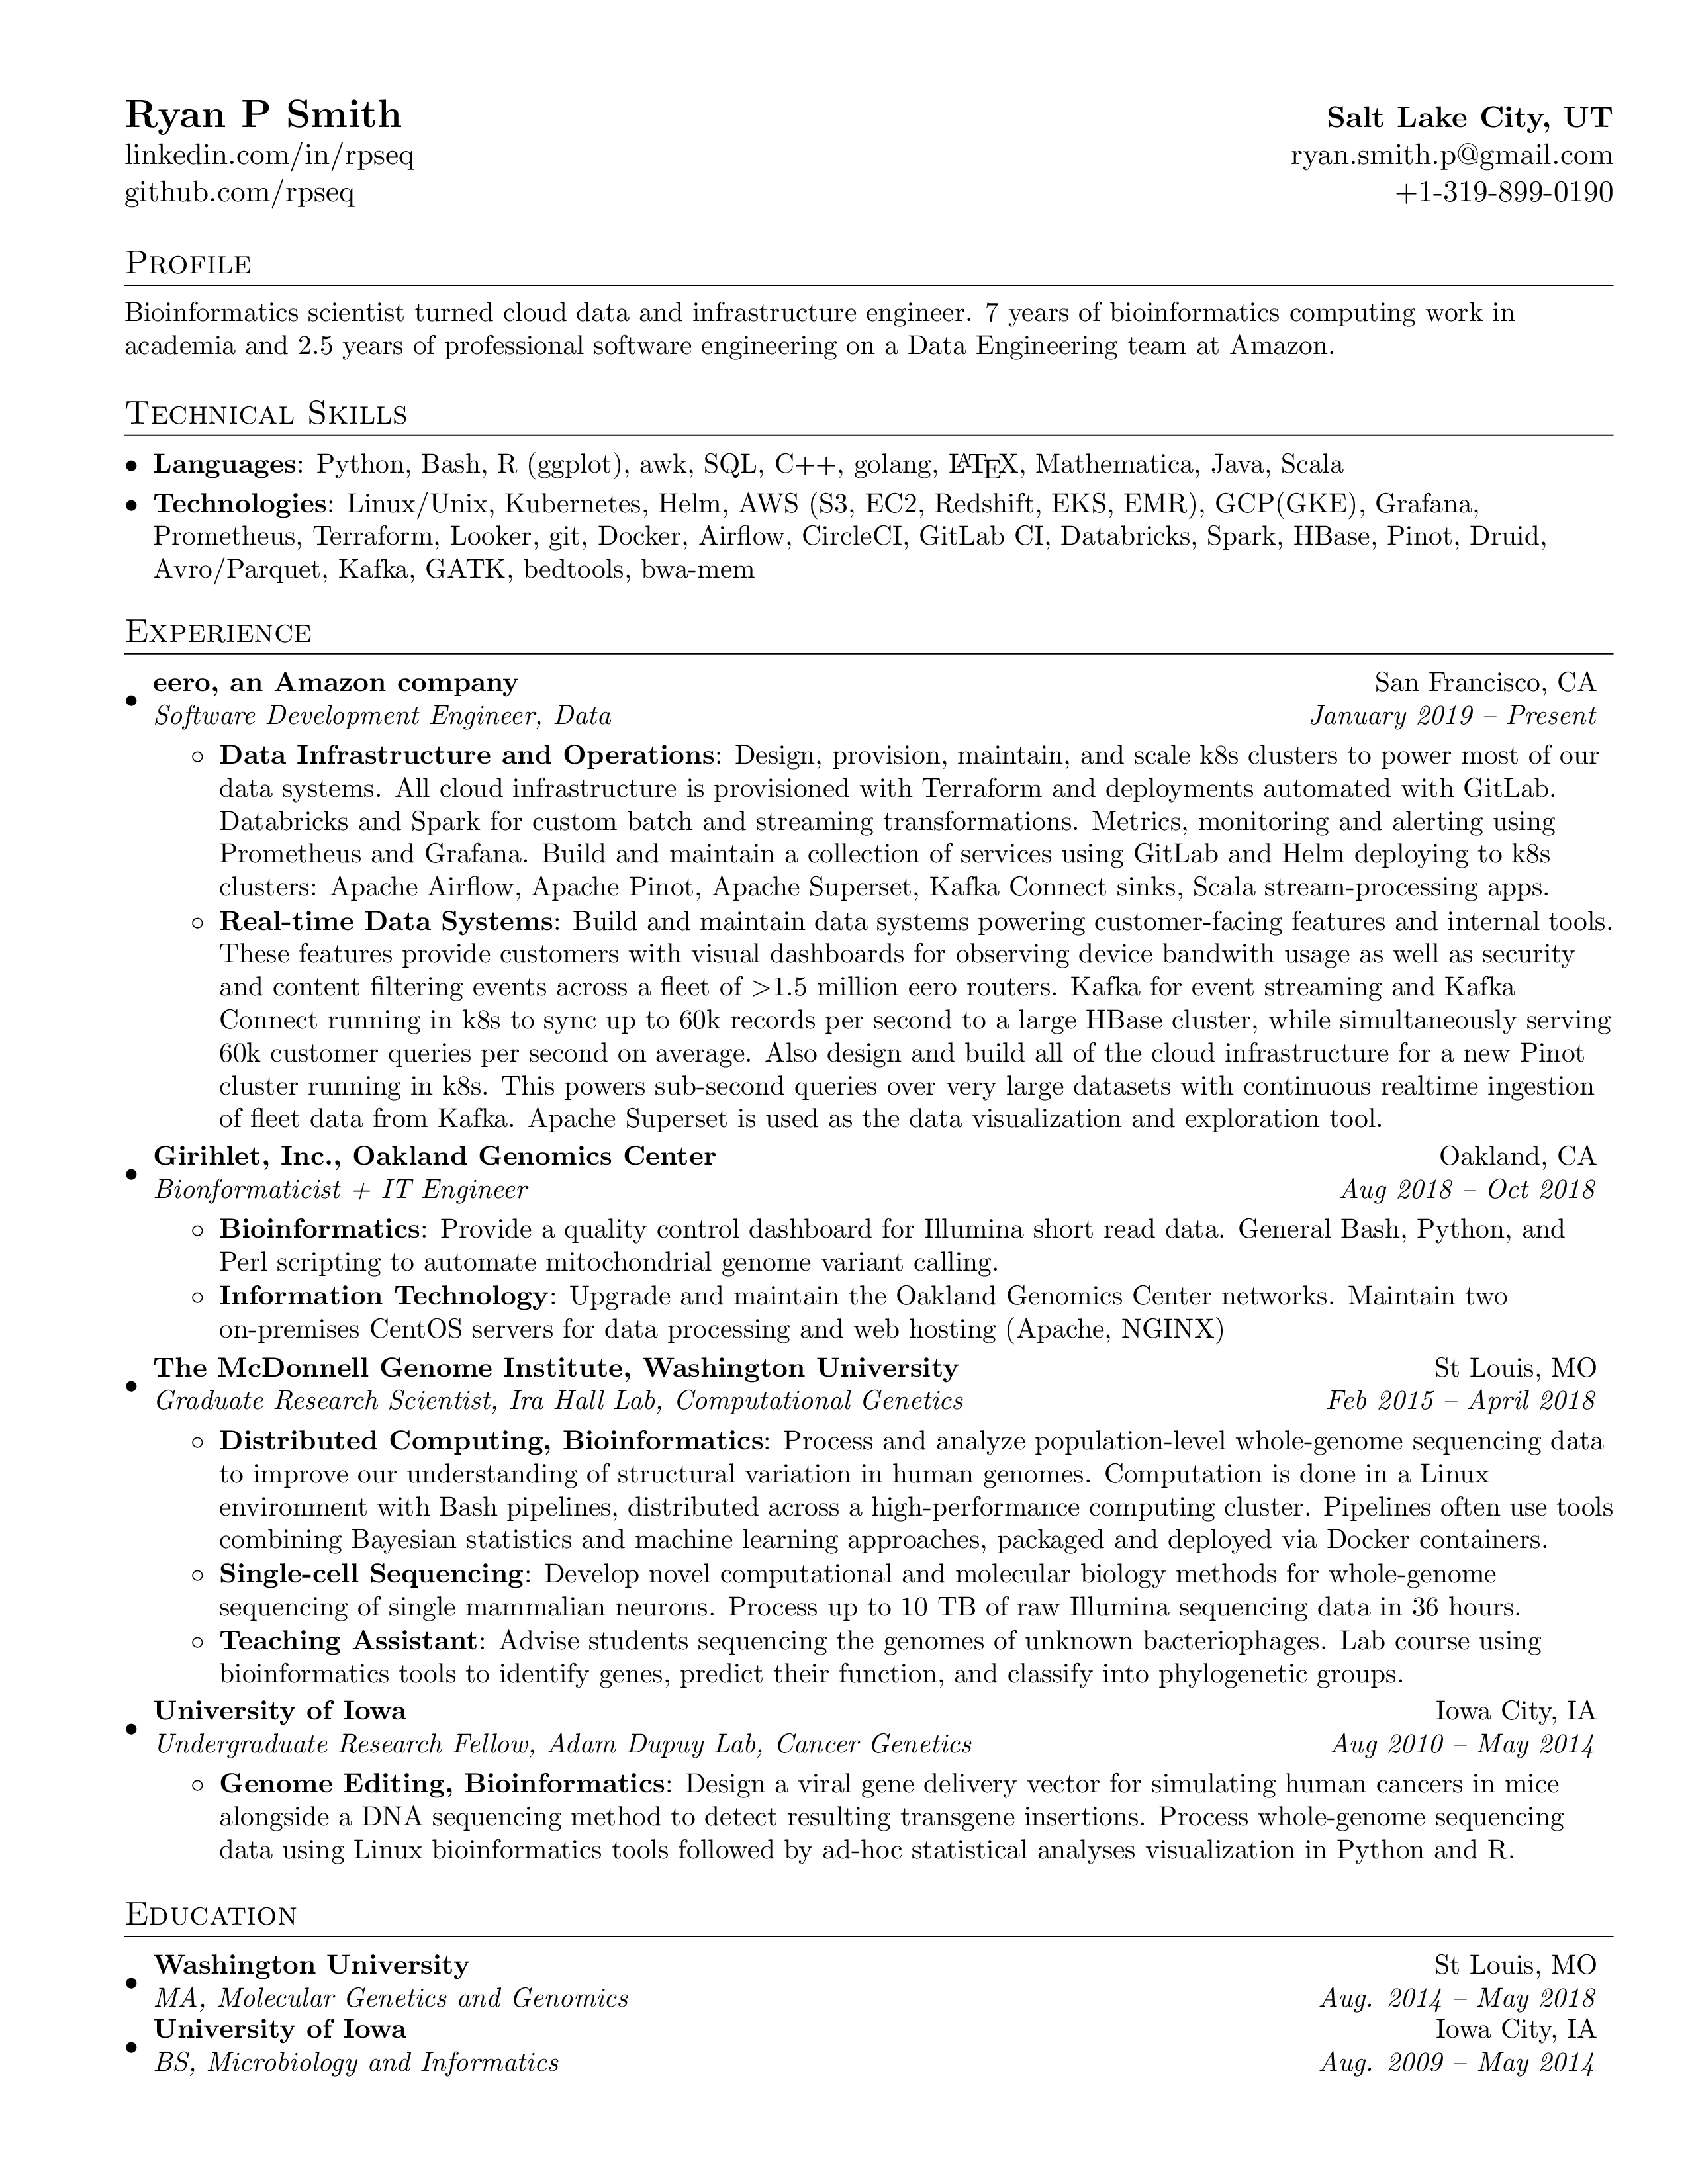 Ryan P Smith
Salt Lake City, UT
linkedin.com/in/rpseq
ryan.smith.p@gmail.com
github.com/rpseq
+1-319-899-0190
Profile
Bioinformatics scientist turned cloud data and infrastructure engineer. 7 years of bioinformatics computing work in
academia and 2.5 years of professional software engineering on a Data Engineering team at Amazon.
Technical Skills
• Languages: Python, Bash, R (ggplot), awk, SQL, C++, golang, LATEX, Mathematica, Java, Scala
• Technologies: Linux/Unix, Kubernetes, Helm, AWS (S3, EC2, Redshift, EKS, EMR), GCP(GKE), Grafana,
Prometheus, Terraform, Looker, git, Docker, Airflow, CircleCI, GitLab CI, Databricks, Spark, HBase, Pinot, Druid,
Avro/Parquet, Kafka, GATK, bedtools, bwa-mem
Experience
• eero, an Amazon company San Francisco, CA
Software Development Engineer, Data January 2019 – Present
◦ Data Infrastructure and Operations: Design, provision, maintain, and scale k8s clusters to power most of our
data systems. All cloud infrastructure is provisioned with Terraform and deployments automated with GitLab.
Databricks and Spark for custom batch and streaming transformations. Metrics, monitoring and alerting using
Prometheus and Grafana. Build and maintain a collection of services using GitLab and Helm deploying to k8s
clusters: Apache Airflow, Apache Pinot, Apache Superset, Kafka Connect sinks, Scala stream-processing apps.
◦ Real-time Data Systems: Build and maintain data systems powering customer-facing features and internal tools.
These features provide customers with visual dashboards for observing device bandwith usage as well as security
and content filtering events across a fleet of >1.5 million eero routers. Kafka for event streaming and Kafka
Connect running in k8s to sync up to 60k records per second to a large HBase cluster, while simultaneously serving
60k customer queries per second on average. Also design and build all of the cloud infrastructure for a new Pinot
cluster running in k8s. This powers sub-second queries over very large datasets with continuous realtime ingestion
of fleet data from Kafka. Apache Superset is used as the data visualization and exploration tool.
• Girihlet, Inc., Oakland Genomics Center Oakland, CA
Bionformaticist + IT Engineer Aug 2018 – Oct 2018
◦ Bioinformatics: Provide a quality control dashboard for Illumina short read data. General Bash, Python, and
Perl scripting to automate mitochondrial genome variant calling.
◦ Information Technology: Upgrade and maintain the Oakland Genomics Center networks. Maintain two
on-premises CentOS servers for data processing and web hosting (Apache, NGINX)
• The McDonnell Genome Institute, Washington University St Louis, MO
Graduate Research Scientist, Ira Hall Lab, Computational Genetics Feb 2015 – April 2018
◦ Distributed Computing, Bioinformatics: Process and analyze population-level whole-genome sequencing data
to improve our understanding of structural variation in human genomes. Computation is done in a Linux
environment with Bash pipelines, distributed across a high-performance computing cluster. Pipelines often use tools
combining Bayesian statistics and machine learning approaches, packaged and deployed via Docker containers.
◦ Single-cell Sequencing: Develop novel computational and molecular biology methods for whole-genome
sequencing of single mammalian neurons. Process up to 10 TB of raw Illumina sequencing data in 36 hours.
◦ Teaching Assistant: Advise students sequencing the genomes of unknown bacteriophages. Lab course using
bioinformatics tools to identify genes, predict their function, and classify into phylogenetic groups.
• University of Iowa Iowa City, IA
Undergraduate Research Fellow, Adam Dupuy Lab, Cancer Genetics Aug 2010 – May 2014
◦ Genome Editing, Bioinformatics: Design a viral gene delivery vector for simulating human cancers in mice
alongside a DNA sequencing method to detect resulting transgene insertions. Process whole-genome sequencing
data using Linux bioinformatics tools followed by ad-hoc statistical analyses visualization in Python and R.
Education
• Washington University St Louis, MO
MA, Molecular Genetics and Genomics Aug. 2014 – May 2018
• University of Iowa Iowa City, IA
BS, Microbiology and Informatics Aug. 2009 – May 2014